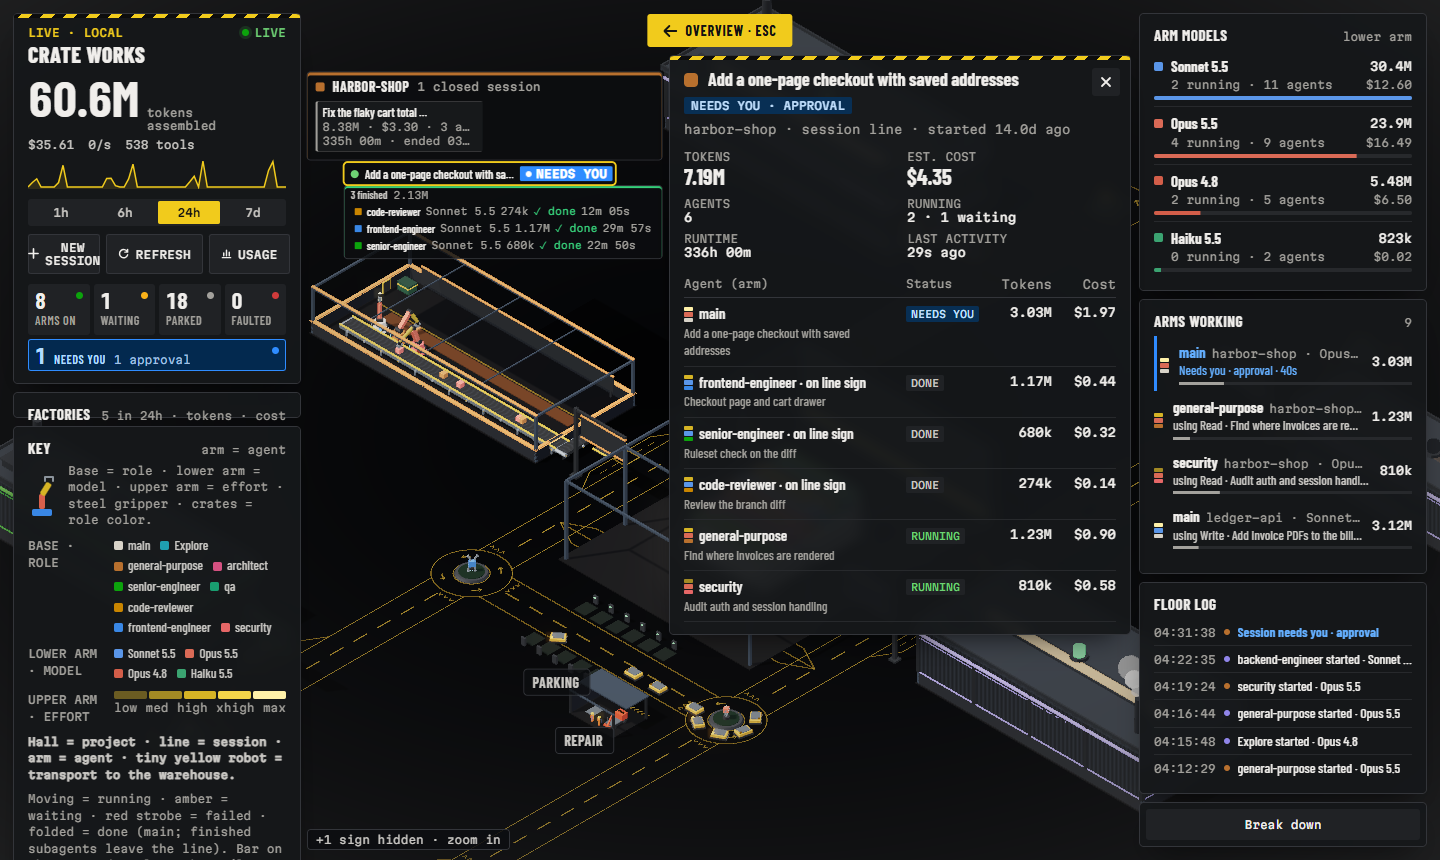 LIVE · LOCAL
LIVE
CRATE WORKS
60.6M tokens assembled
$35.61 0/s 538 tools
1h 6h 24h 7d
+ NEW SESSION
REFRESH
USAGE
8 ARMS ON
1 WAITING
18 PARKED
0 FAULTED
1 NEEDS YOU 1 approval
FACTORIES 5 in 24h · tokens · cost
KEY arm = agent
Base = role · lower arm =
model · upper arm = effort ·
steel gripper · crates =
role color.
BASE · ROLE
main Explore
general-purpose architect
senior-engineer qa
code-reviewer
frontend-engineer security
LOWER ARM · MODEL
Sonnet 5.5 Opus 5.5
Opus 4.8 Haiku 5.5
UPPER ARM · EFFORT
low med high xhigh max
Hall = project · line = session ·
arm = agent · tiny yellow robot =
transport to the warehouse.
Moving = running · amber =
waiting · red strobe = failed ·
folded = done (main; finished
subagents leave the line). Bar on
← OVERVIEW · ESC
HARBOR-SHOP 1 closed session
Fix the flaky cart total ...
8.38M · $3.30 · 3 a…
335h 00m · ended 03…
Add a one-page checkout with sa... NEEDS YOU
3 finished 2.13M
code-reviewer Sonnet 5.5 274k ✓ done 12m 05s
frontend-engineer Sonnet 5.5 1.17M ✓ done 29m 57s
senior-engineer Sonnet 5.5 680k ✓ done 22m 50s
PARKING
REPAIR
+1 sign hidden · zoom in
Add a one-page checkout with saved addresses
NEEDS YOU · APPROVAL
harbor-shop · session line · started 14.0d ago
TOKENS
7.19M
EST. COST
$4.35
AGENTS
6
RUNNING
2 · 1 waiting
RUNTIME
336h 00m
LAST ACTIVITY
29s ago
Agent (arm) Status Tokens Cost
main NEEDS YOU 3.03M $1.97
Add a one-page checkout with saved
addresses
frontend-engineer · on line sign DONE 1.17M $0.44
Checkout page and cart drawer
senior-engineer · on line sign DONE 680k $0.32
Ruleset check on the diff
code-reviewer · on line sign DONE 274k $0.14
Review the branch diff
general-purpose RUNNING 1.23M $0.90
Find where invoices are rendered
security RUNNING 810k $0.58
Audit auth and session handling
ARM MODELS lower arm
Sonnet 5.5 30.4M
2 running · 11 agents $12.60
Opus 5.5 23.9M
4 running · 9 agents $16.49
Opus 4.8 5.48M
2 running · 5 agents $6.50
Haiku 5.5 823k
0 running · 2 agents $0.02
ARMS WORKING 9
main harbor-shop · Opus… 3.03M
Needs you · approval · 40s
general-purpose harbor-shop… 1.23M
using Read · Find where invoices are re...
security harbor-shop · Opu… 810k
using Read · Audit auth and session handl...
main ledger-api · Sonnet… 3.12M
using Write · Add invoice PDFs to the bill...
FLOOR LOG
04:31:38 Session needs you · approval
04:22:35 backend-engineer started · Sonnet ...
04:19:24 security started · Opus 5.5
04:16:44 general-purpose started · Opus 5.5
04:15:48 Explore started · Opus 4.8
04:12:29 general-purpose started · Opus 5.5
Break down